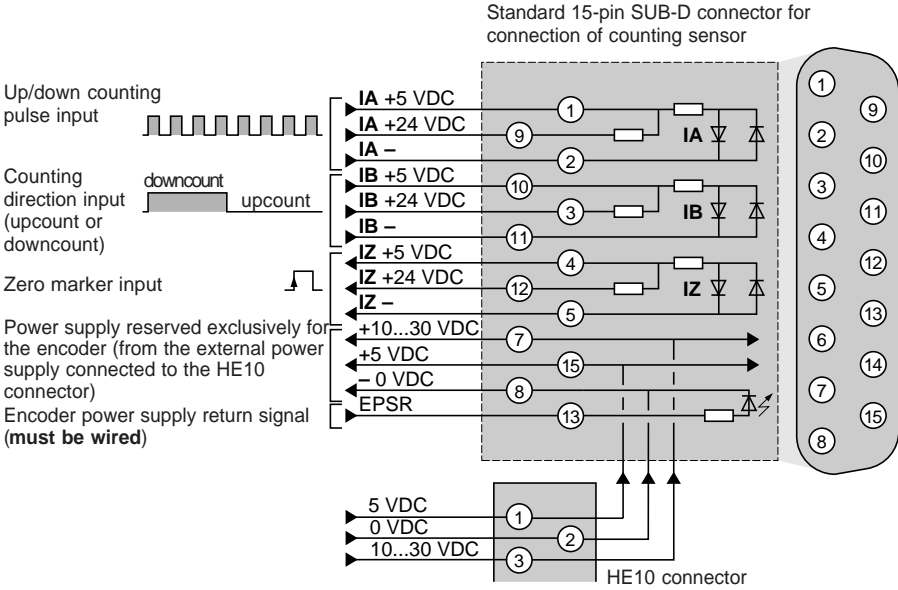 Standard 15-pin SUB-D connector for
connection of counting sensor
Up/down counting
pulse input
IA +5 VDC
1
IA +24 VDC
9
IA –
2
IA
Counting
direction input
(upcount or
downcount)
downcount
upcount
IB +5 VDC
10
IB +24 VDC
3
IB –
11
IB
Zero marker input
IZ +5 VDC
4
IZ +24 VDC
12
IZ –
5
IZ
Power supply reserved exclusively for
the encoder (from the external power
supply connected to the HE10
connector)
+10...30 VDC
7
+5 VDC
15
– 0 VDC
8
Encoder power supply return signal
(must be wired)
EPSR
13
1
9
2
10
3
11
4
12
5
13
6
14
7
15
8
5 VDC
1
0 VDC
2
10...30 VDC
3
HE10 connector